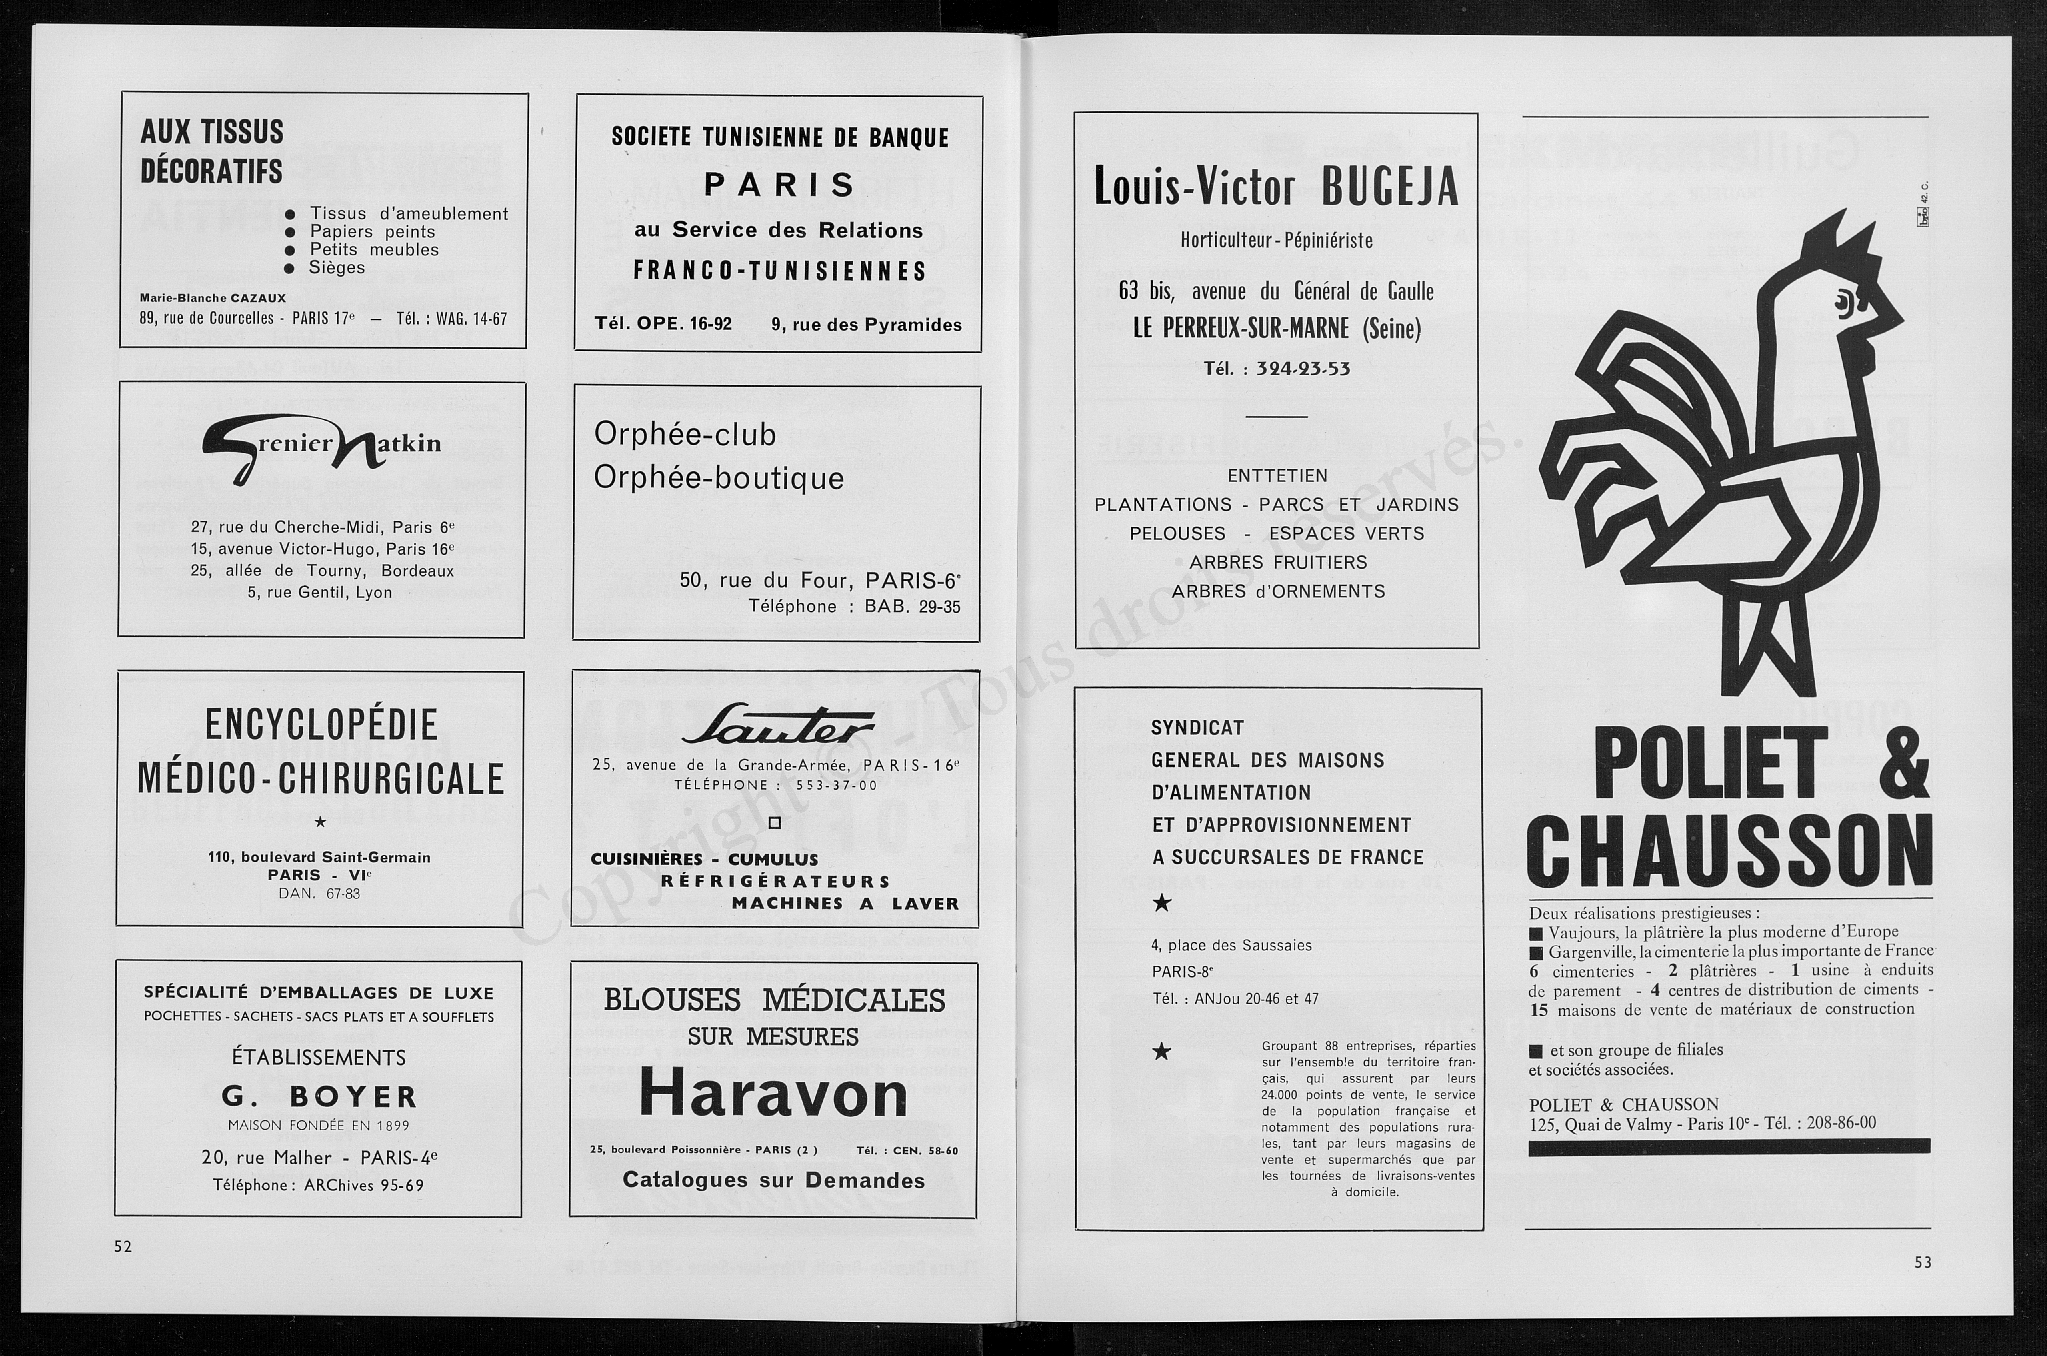 AUX TISSUS
DÉCORATIFS
● Tissus d'ameublement
● Papiers peints
● Petits meubles
● Sièges
Marie-Blanche CAZAUX
89, rue de Courcelles - PARIS 17e — Tél. : WAG. 14-67
SOCIETE TUNISIENNE DE BANQUE
PARIS
au Service des Relations
FRANCO-TUNISIENNES
Tél. OPE. 16-92 9, rue des Pyramides
Grenier Natkin
27, rue du Cherche-Midi, Paris 6e
15, avenue Victor-Hugo, Paris 16e
25, allée de Tourny, Bordeaux
5, rue Gentil, Lyon
Orphée-club
Orphée-boutique
50, rue du Four, PARIS-6e
Téléphone : BAB. 29-35
ENCYCLOPÉDIE
MÉDICO-CHIRURGICALE
★
110, boulevard Saint-Germain
PARIS - VIe
DAN. 67-83
Sauter
25, avenue de la Grande-Armée, PARIS-16e
TÉLÉPHONE : 553-37-00
CUISINIÈRES - CUMULUS
RÉFRIGÉRATEURS
MACHINES A LAVER
SPÉCIALITÉ D'EMBALLAGES DE LUXE
POCHETTES - SACHETS - SACS PLATS ET A SOUFFLETS
ÉTABLISSEMENTS
G. BOYER
MAISON FONDÉE EN 1899
20, rue Malher - PARIS-4e
Téléphone : ARChives 95-69
BLOUSES MÉDICALES
SUR MESURES
Haravon
25, boulevard Poissonnière - PARIS (2 ) Tél. : CEN. 58-60
Catalogues sur Demandes
52
Louis-Victor BUGEJA
Horticulteur-Pépiniériste
63 bis, avenue du Général de Gaulle
LE PERREUX-SUR-MARNE (Seine)
Tél. : 324-23-53
ENTTETIEN
PLANTATIONS - PARCS ET JARDINS
PELOUSES - ESPACES VERTS
ARBRES FRUITIERS
ARBRES d'ORNEMENTS
SYNDICAT
GENERAL DES MAISONS
D'ALIMENTATION
ET D'APPROVISIONNEMENT
A SUCCURSALES DE FRANCE
★
4, place des Saussaies
PARIS-8e
Tél. : ANJou 20-46 et 47
★
Groupant 88 entreprises, réparties
sur l'ensemble du territoire fran-
çais, qui assurent par leurs
24.000 points de vente, le service
de la population française et
notamment des populations rura-
les, tant par leurs magasins de
vente et supermarchés que par
les tournées de livraisons-ventes
à domicile.
42. C.
POLIET &
CHAUSSON
Deux réalisations prestigieuses :
■ Vaujours, la plâtrière la plus moderne d'Europe
■ Gargenville, la cimenterie la plus importante de France
6 cimenteries - 2 plâtrières - 1 usine à enduits
de parement - 4 centres de distribution de ciments -
15 maisons de vente de matériaux de construction
■ et son groupe de filiales
et sociétés associées.
POLIET & CHAUSSON
125, Quai de Valmy - Paris 10e - Tél. : 208-86-00
53
Copyright © - Tous droits réservés.